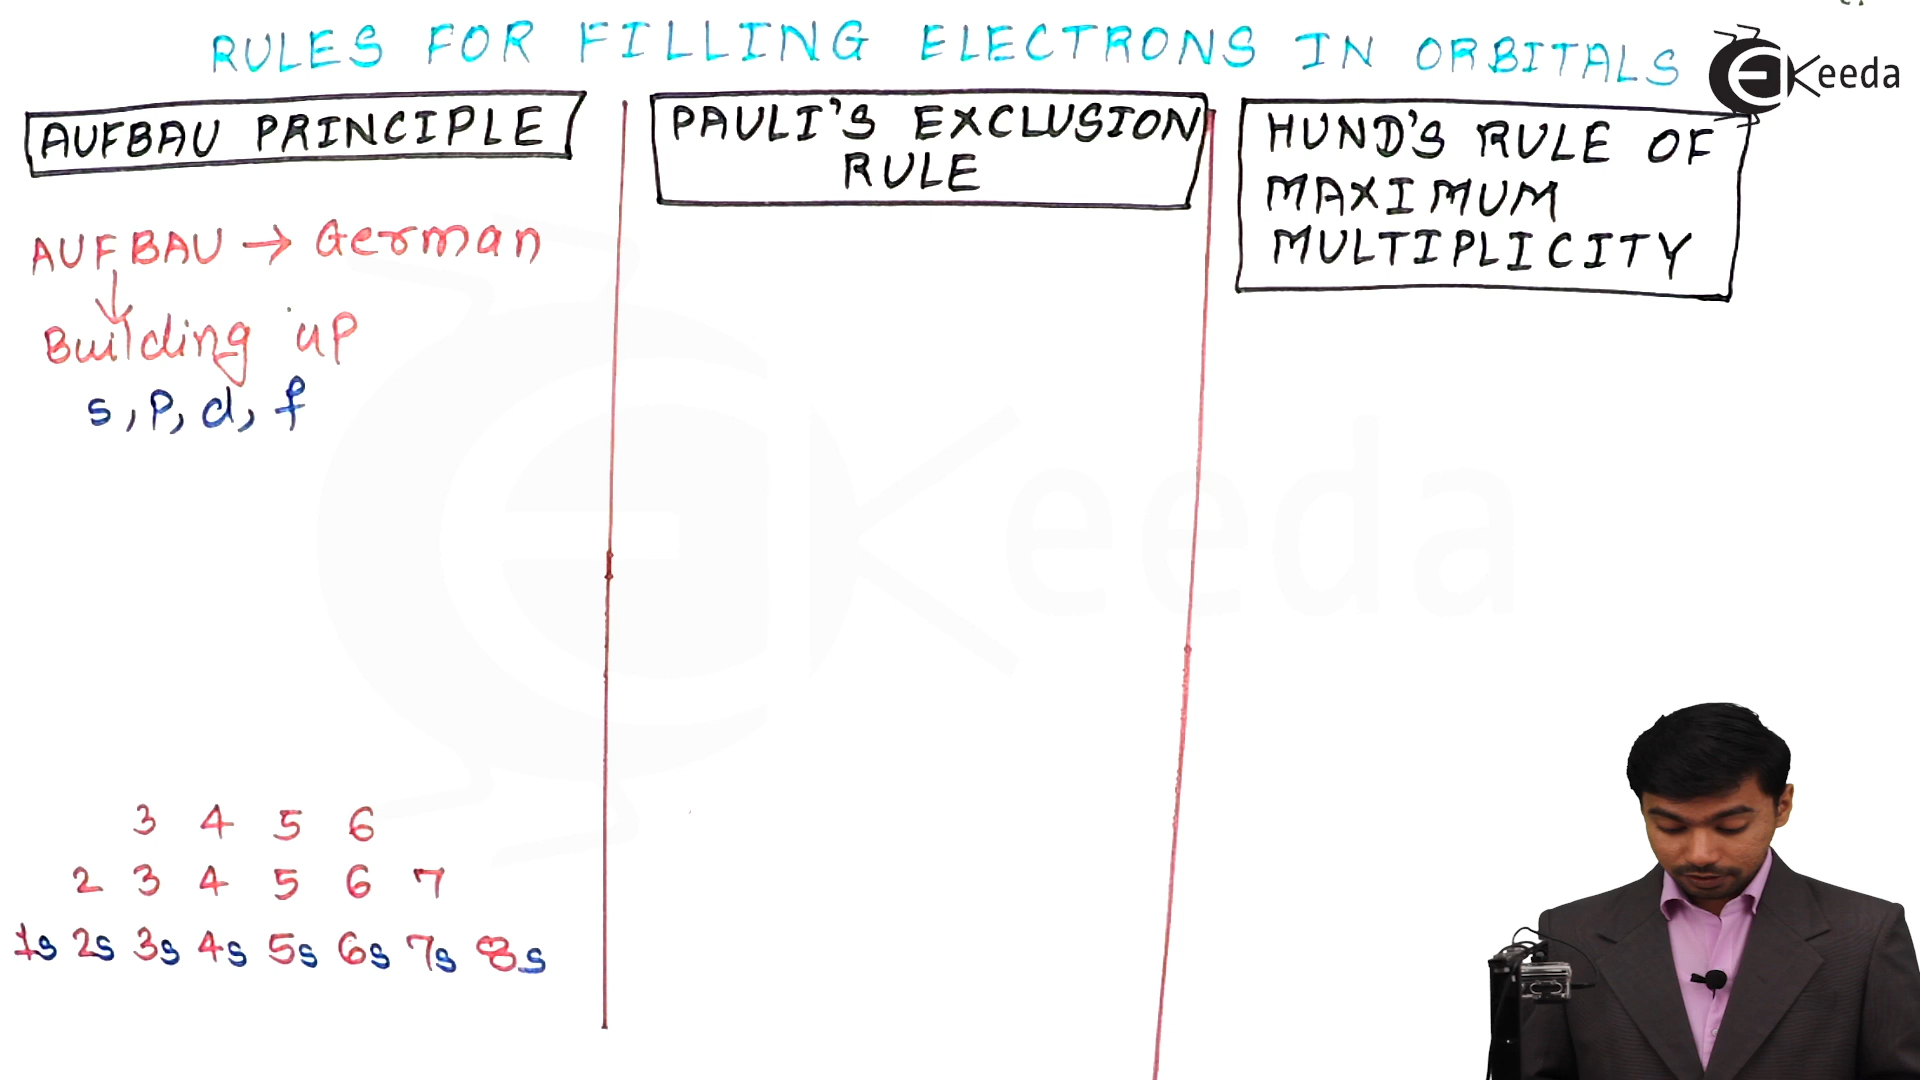 RULES FOR FILLING ELECTRONS IN ORBITALS
Keeda
AUFBAU PRINCIPLE
AUFBAU → German
Building up
s, p, d, f
3 4 5 6
2 3 4 5 6 7
1s 2s 3s 4s 5s 6s 7s 8s
PAULI'S EXCLUSION
RULE
HUND'S RULE OF
MAXIMUM
MULTIPLICITY
Keeda